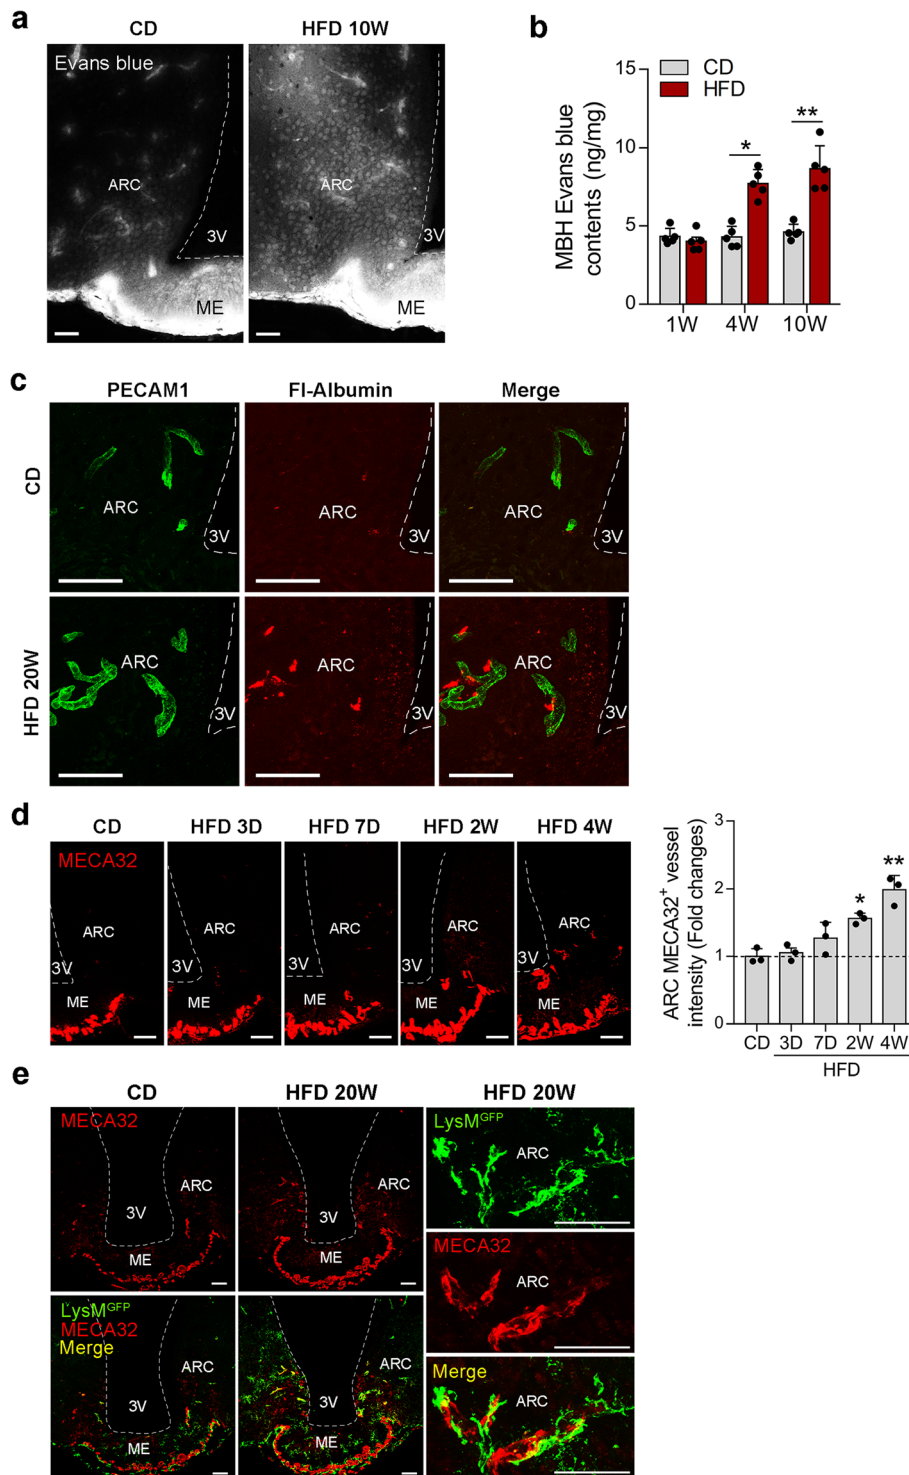 a
CD
HFD 10W
Evans blue
ARC
3V
ME
ARC
3V
ME
b
CD
HFD
MBH Evans blue
contents (ng/mg)
15
10
5
0
*
**
1W
4W
10W
c
PECAM1
Fl-Albumin
Merge
CD
ARC
3V
ARC
3V
ARC
3V
HFD 20W
ARC
3V
ARC
3V
ARC
3V
d
CD
HFD 3D
HFD 7D
HFD 2W
HFD 4W
MECA32
ARC
3V
ME
ARC
3V
ME
ARC
3V
ME
ARC
3V
ME
ARC
3V
ME
ARC MECA32+ vessel
intensity (Fold changes)
3
2
1
0
*
**
CD
3D
7D
2W
4W
HFD
e
CD
HFD 20W
HFD 20W
MECA32
ARC
3V
ME
ARC
3V
ME
LysMGFP
ARC
MECA32
ARC
LysMGFP
MECA32
Merge
ARC
3V
ME
ARC
3V
ME
Merge
ARC